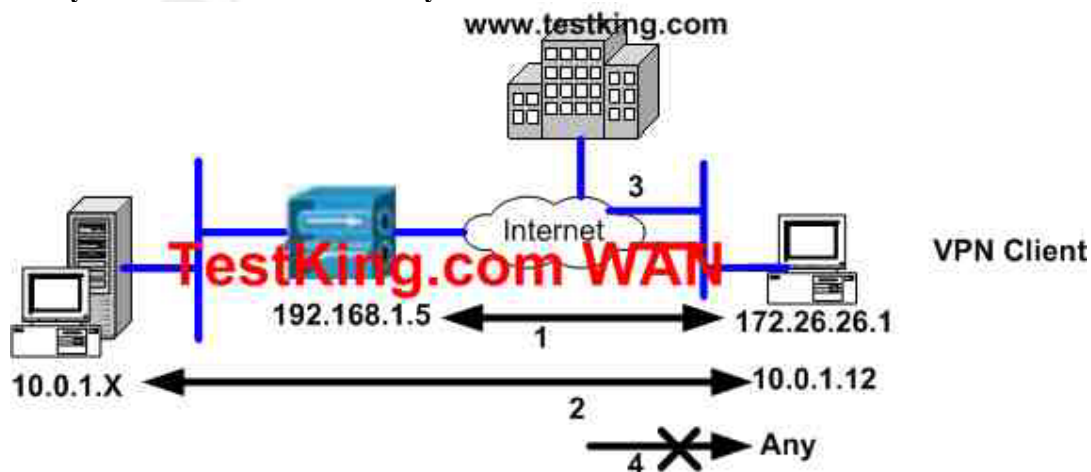 www.testking.com
3
Internet
TestKing.com WAN
VPN Client
192.168.1.5
172.26.26.1
1
10.0.1.X
10.0.1.12
2
Any
4